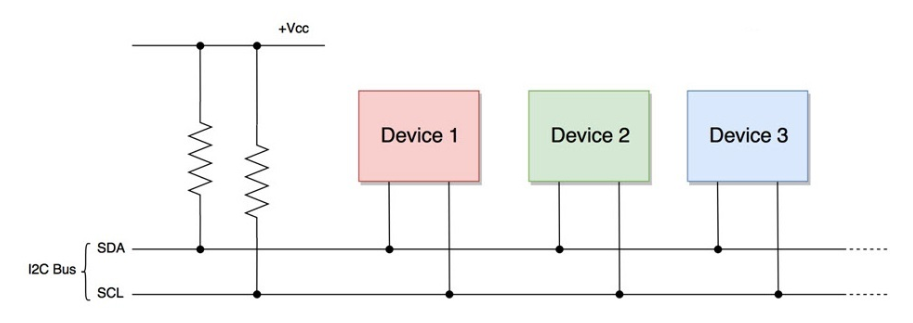 +Vcc
Device 1
Device 2
Device 3
SDA
I2C Bus
SCL